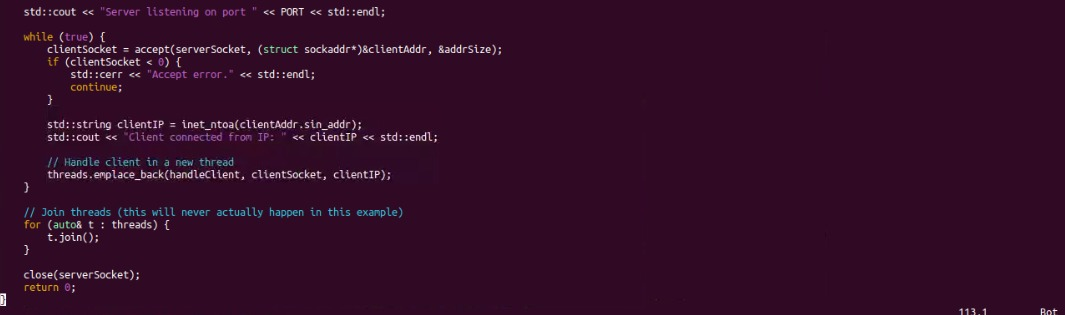 std::cout << "Server listening on port " << PORT << std::endl;
while (true) {
clientSocket = accept(serverSocket, (struct sockaddr*)&clientAddr, &addrSize);
if (clientSocket < 0) {
std::cerr << "Accept error." << std::endl;
continue;
}
std::string clientIP = inet_ntoa(clientAddr.sin_addr);
std::cout << "Client connected from IP: " << clientIP << std::endl;
// Handle client in a new thread
threads.emplace_back(handleClient, clientSocket, clientIP);
}
// Join threads (this will never actually happen in this example)
for (auto& t : threads) {
t.join();
}
close(serverSocket);
return 0;
}
113,1 Bot